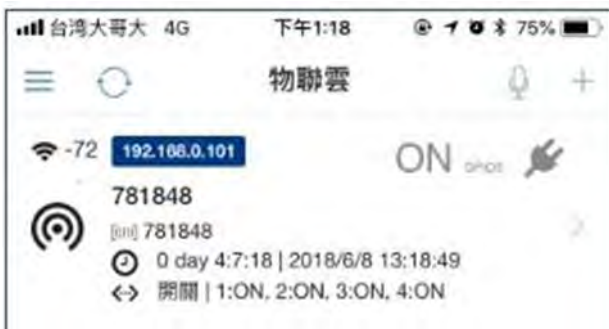 台湾大哥大 4G 下午1:18 75%
物聯雲
-72 192.168.0.101 ON
781848
781848
0 day 4:7:18 | 2018/6/8 13:18:49
開關 | 1:ON, 2:ON, 3:ON, 4:ON